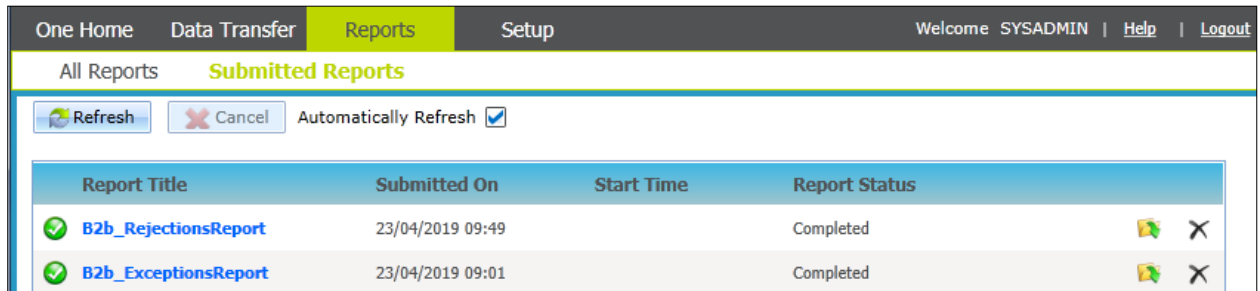 One Home Data Transfer Reports Setup Welcome SYSADMIN | Help | Logout
All Reports Submitted Reports
Refresh Cancel Automatically Refresh
Report Title Submitted On Start Time Report Status
B2b_RejectionsReport 23/04/2019 09:49 Completed
B2b_ExceptionsReport 23/04/2019 09:01 Completed